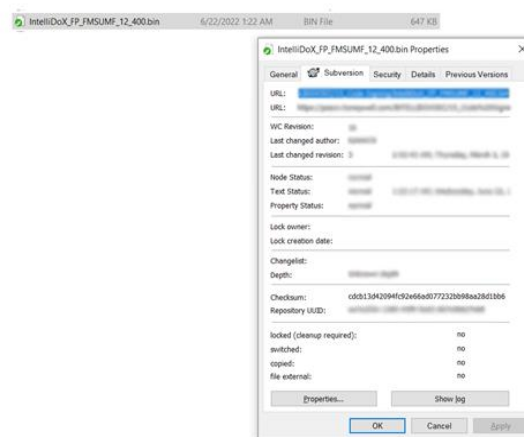 IntelliDoX_FP_FMSUMF_12_400.bin 6/22/2022 1:22 AM BIN File 647 KB
IntelliDoX_FP_FMSUMF_12_400.bin Properties
General Subversion Security Details Previous Versions
URL:
URL:
WC Revision:
Last changed author:
Last changed revision:
Node Status:
Text Status:
Property Status:
Lock owner:
Lock creation date:
Changelist:
Depth:
Checksum: cdcb13d42094fc92e66ad077232bb98aa28d1bb6
Repository UUID:
locked (cleanup required): no
switched: no
copied: no
file external: no
Properties... Show log
OK Cancel Apply